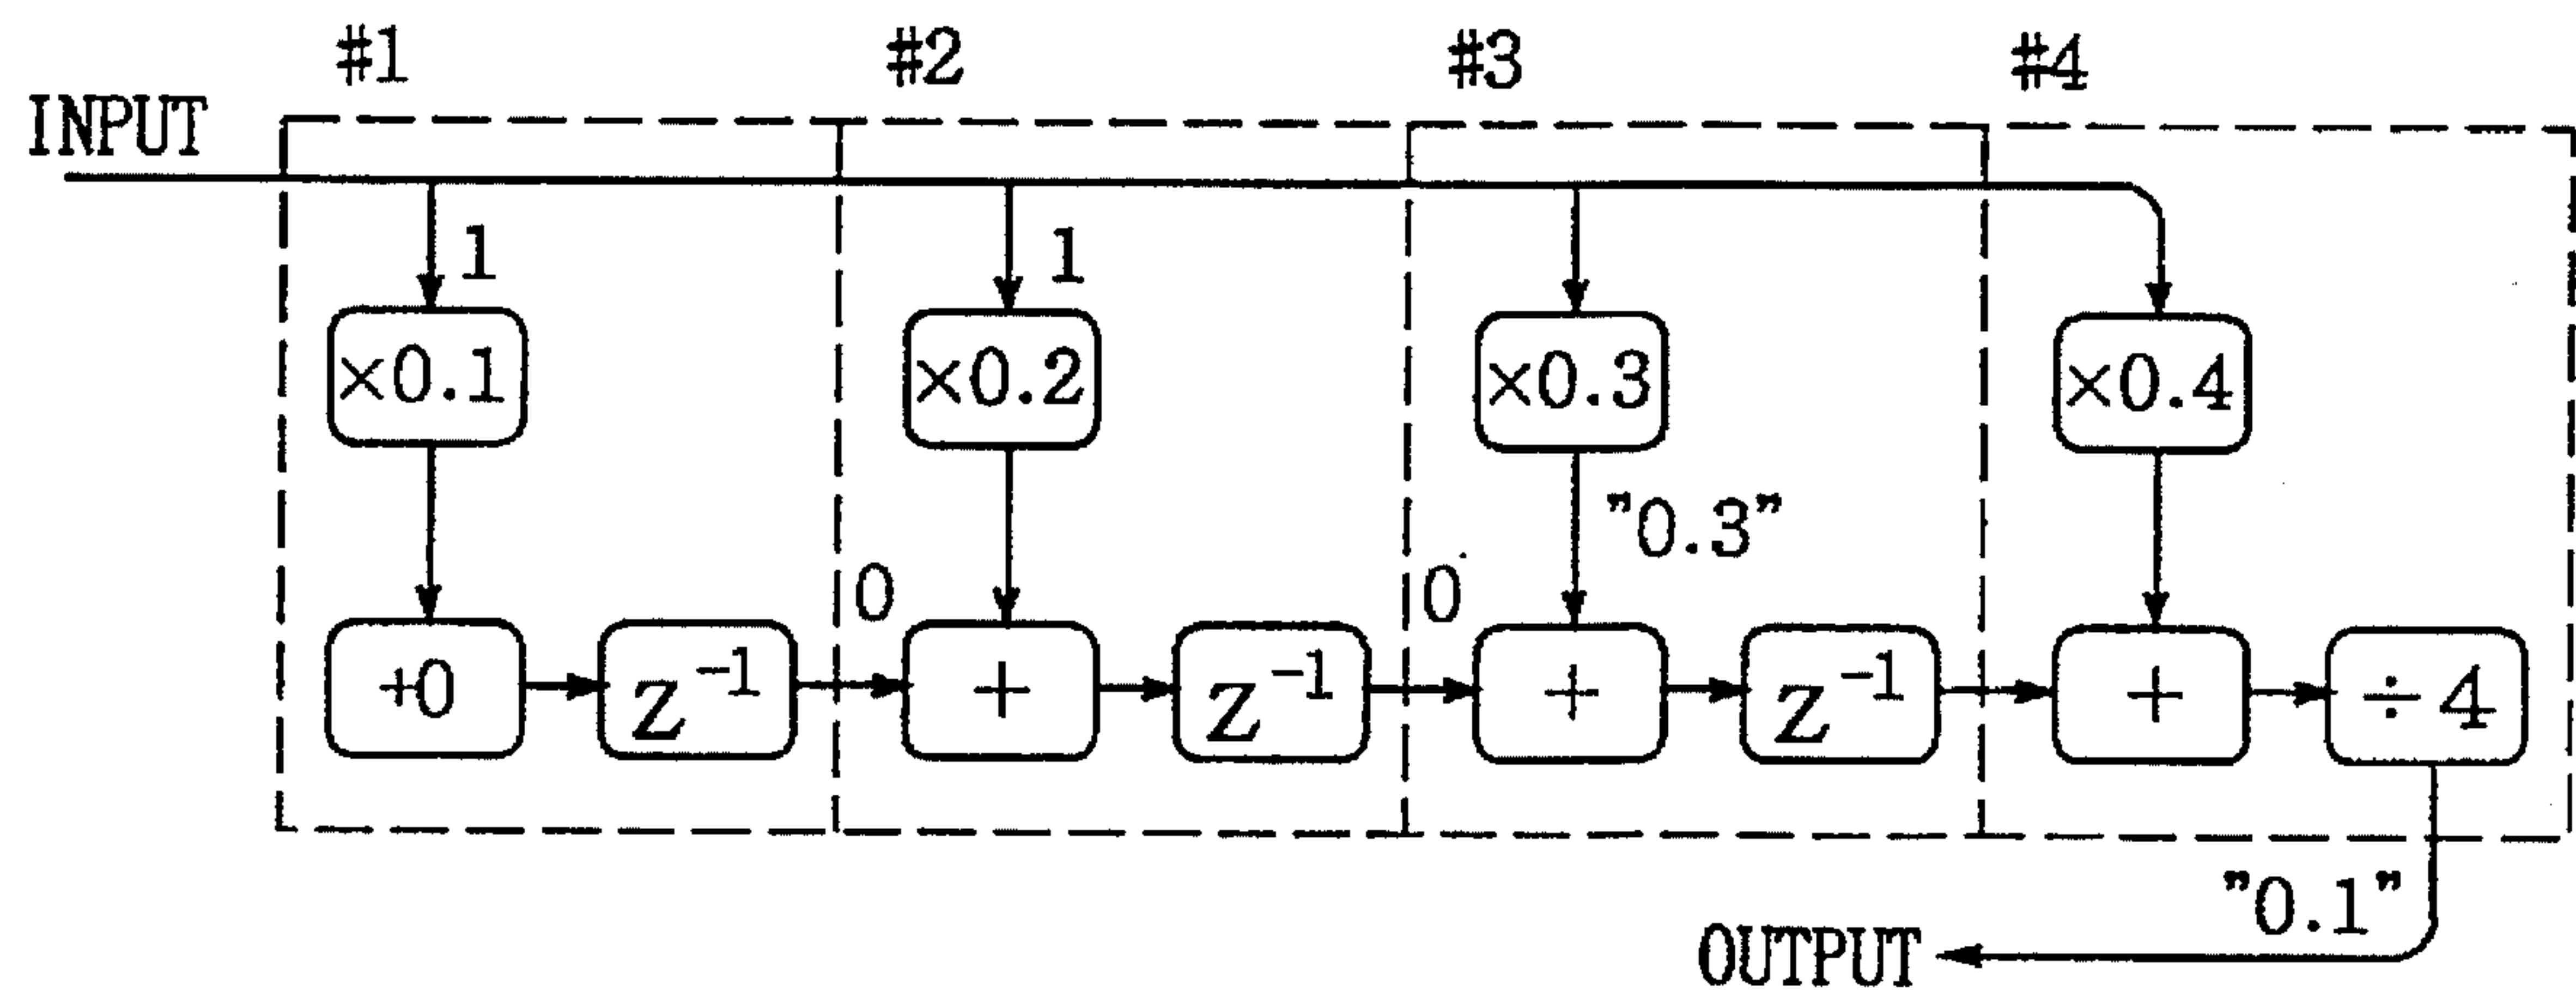 #1 #2 #3 #4
INPUT
1 1
×0.1 ×0.2 ×0.3 ×0.4
"0.3"
0 0
+0 z⁻¹ + z⁻¹ + z⁻¹ + ÷4
"0.1"
OUTPUT